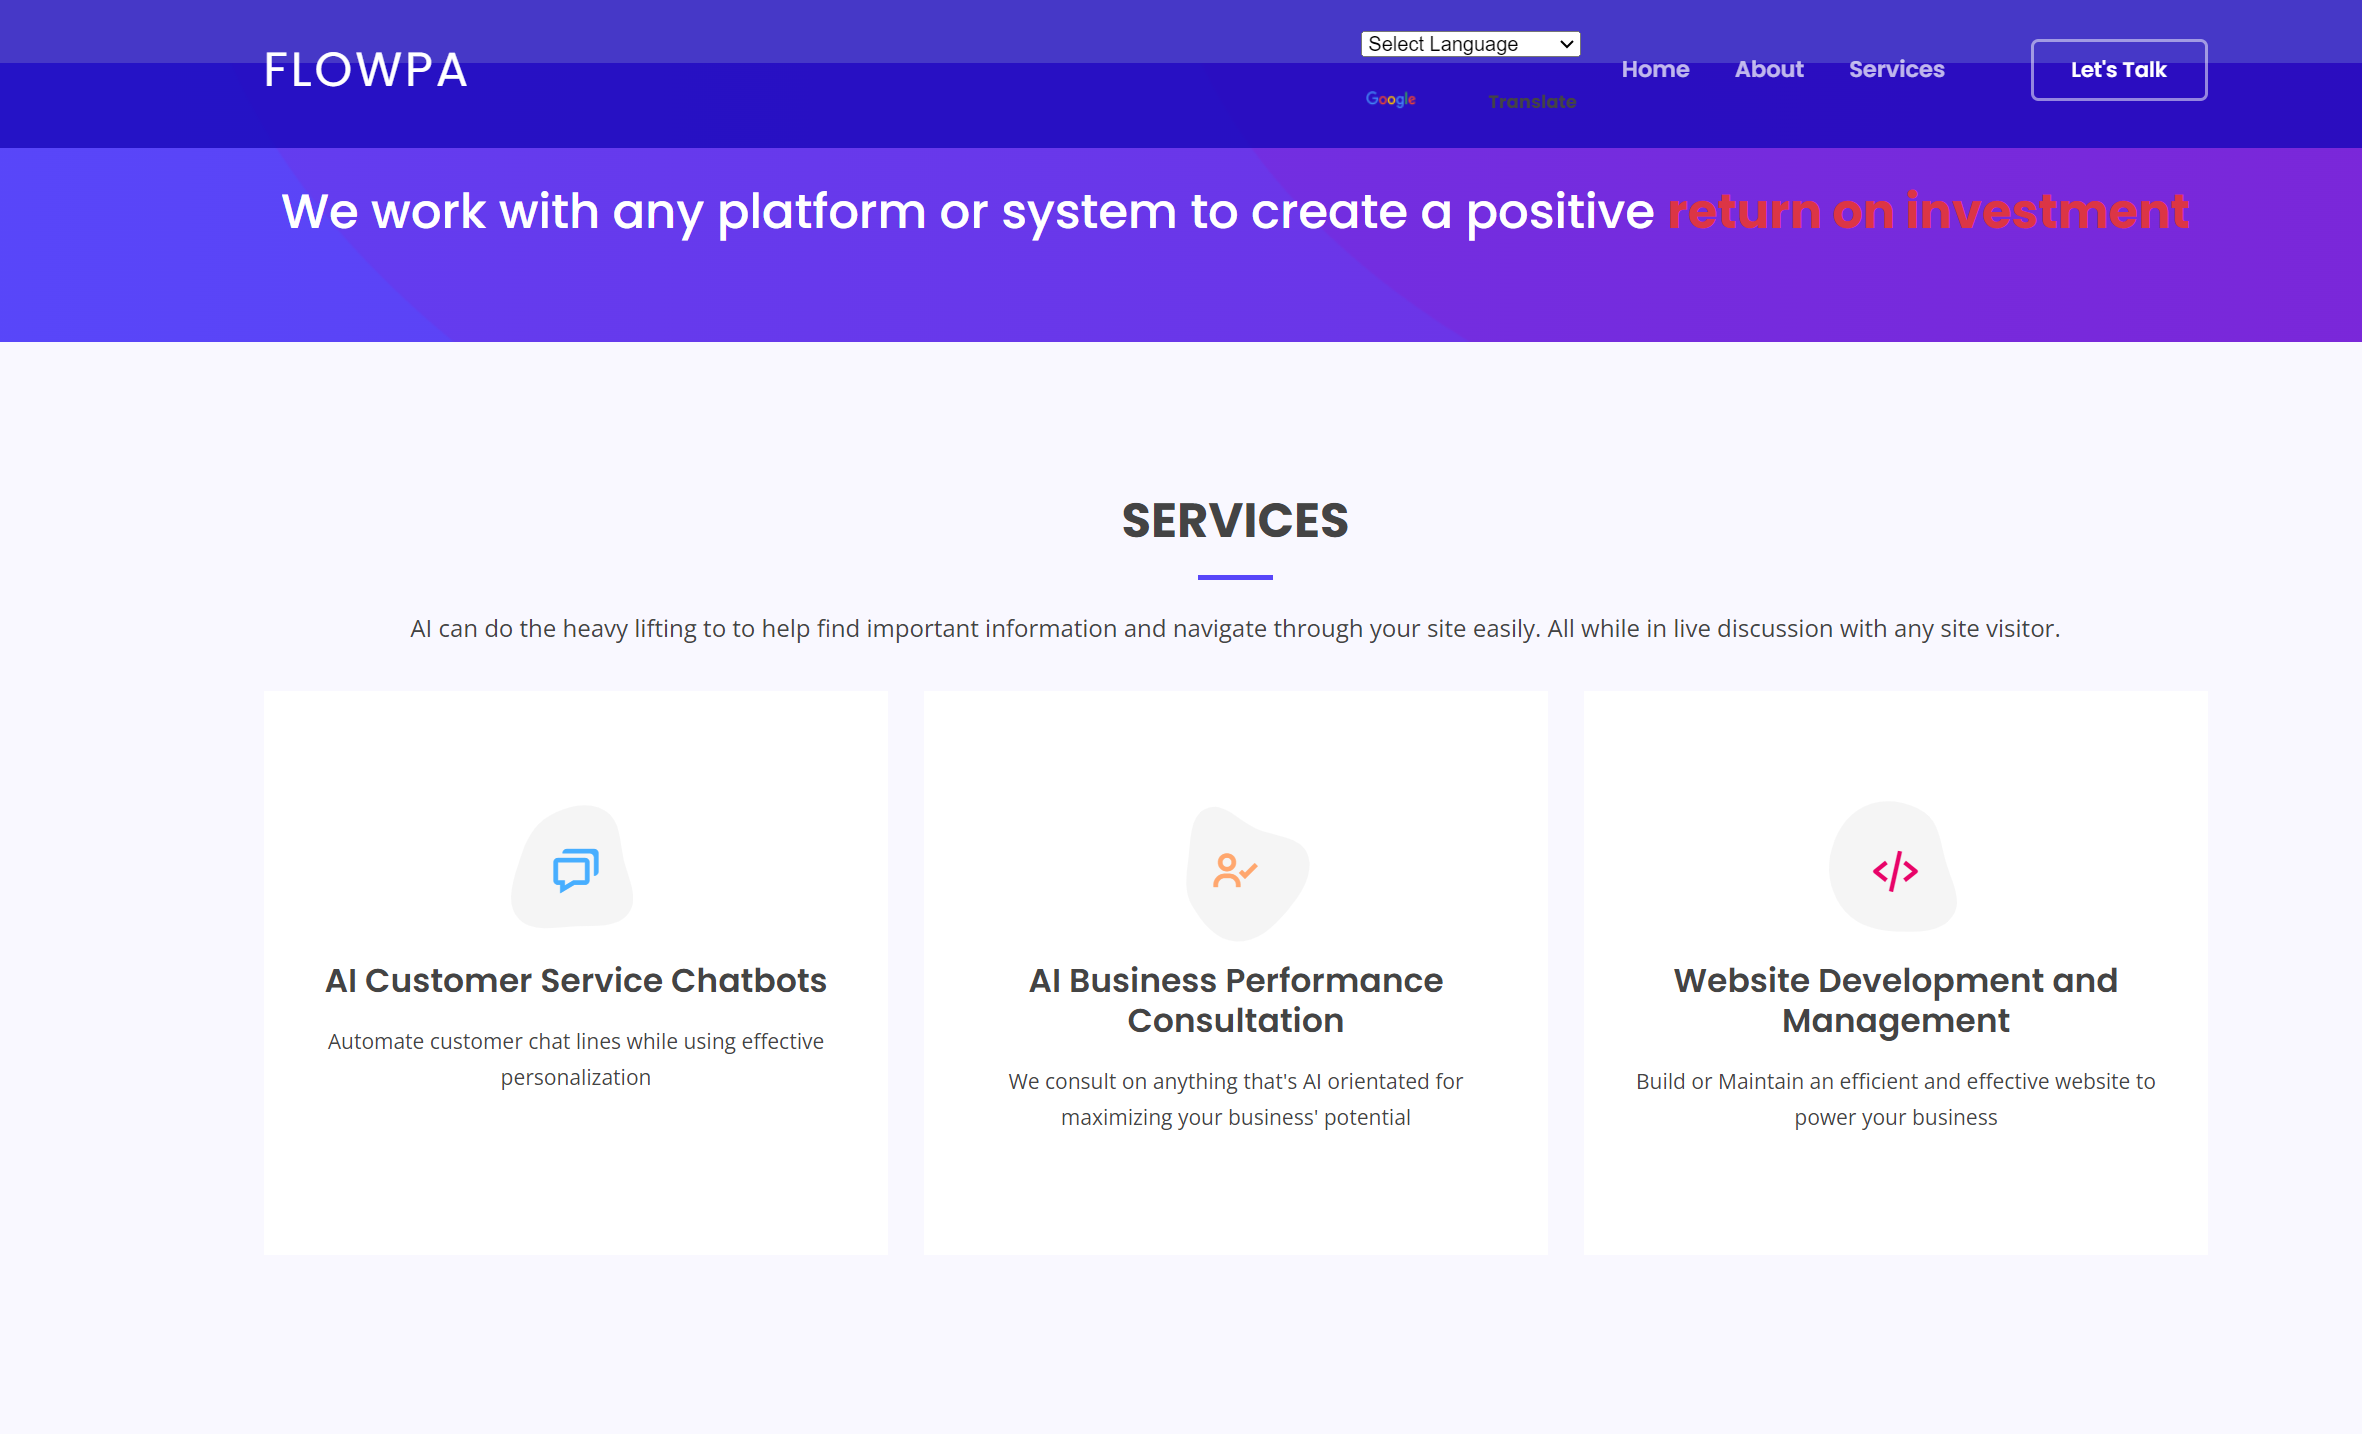 FLOWPA
Select Language
Home About Services Let's Talk
Google Translate
We work with any platform or system to create a positive return on investment
SERVICES
AI can do the heavy lifting to to help find important information and navigate through your site easily. All while in live discussion with any site visitor.
AI Customer Service Chatbots
Automate customer chat lines while using effective
personalization
AI Business Performance
Consultation
We consult on anything that's AI orientated for
maximizing your business' potential
Website Development and
Management
Build or Maintain an efficient and effective website to
power your business